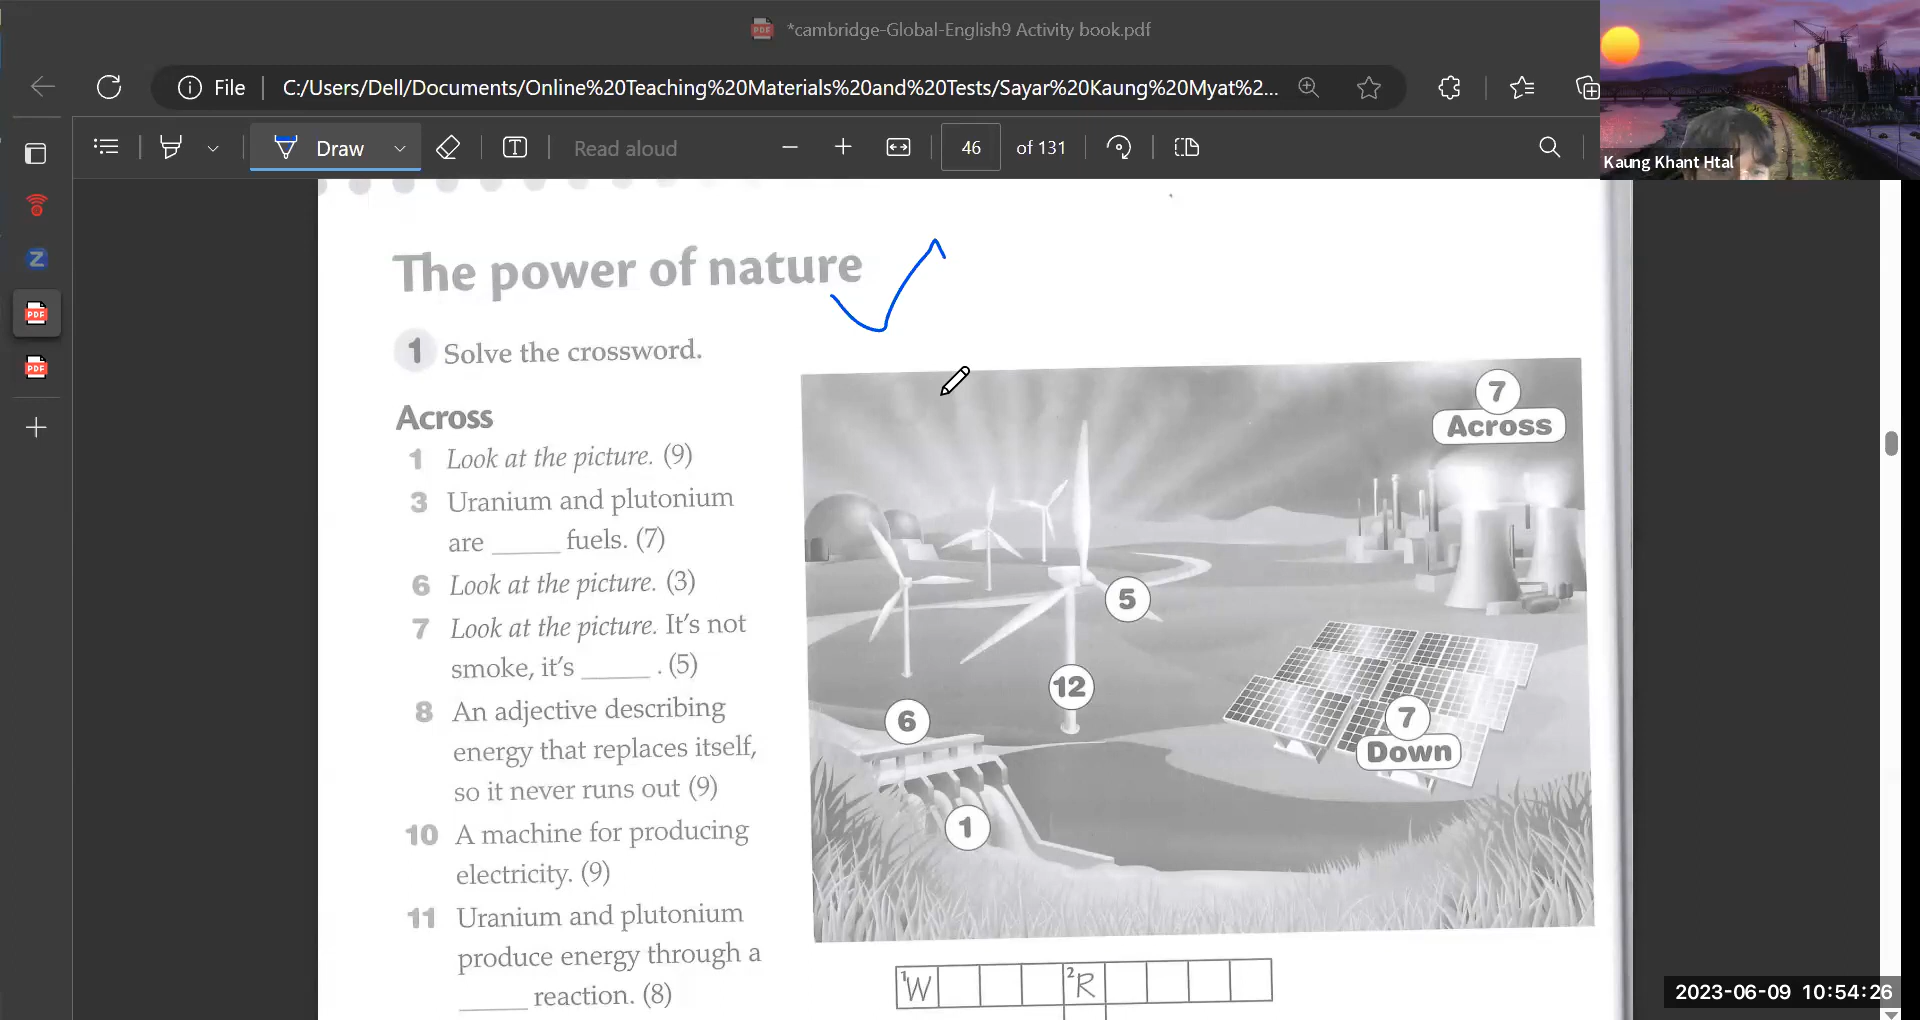 *cambridge-Global-English9 Activity book.pdf
File
C:/Users/Dell/Documents/Online%20Teaching%20Materials%20and%20Tests/Sayar%20Kaung%20Myat%2...
Draw
Read aloud
46 of 131
Kaung Khant Htal
The power of nature
1 Solve the crossword.
Across
1 Look at the picture. (9)
3 Uranium and plutonium
are ______ fuels. (7)
6 Look at the picture. (3)
7 Look at the picture. It's not
smoke, it's ______ . (5)
8 An adjective describing
energy that replaces itself,
so it never runs out (9)
10 A machine for producing
electricity. (9)
11 Uranium and plutonium
produce energy through a
______ reaction. (8)
7
Across
5
12
6
7
Down
1
1 W 2 R
2023-06-09 10:54:26